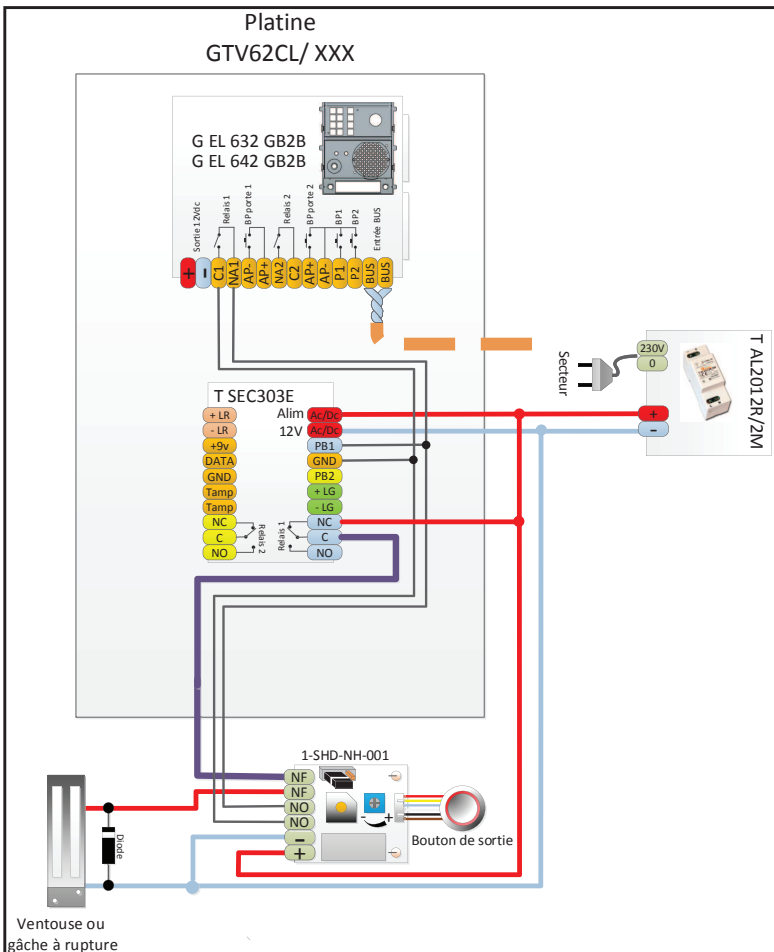 Platine
GTV62CL/ XXX
G EL 632 GB2B
G EL 642 GB2B
Sortie 12Vdc
Relais 1
BP porte 1
Relais 2
BP porte 2
BP1
BP2
Entrée BUS
+
-
C1
NA1
AP-
AP+
NA2
C2
AP+
AP-
P1
P2
BUS
BUS
Secteur
230V
0
+
-
T AL2012R/2M
T SEC303E
Alim
12V
+ LR
- LR
+9v
DATA
GND
Tamp
Tamp
NC
C
NO
Relais 2
Relais 1
Ac/Dc
Ac/Dc
PB1
GND
PB2
+ LG
- LG
NC
C
NO
1-SHD-NH-001
NF
NF
NO
NO
-
+
- +
Bouton de sortie
Diode
Ventouse ou
gâche à rupture